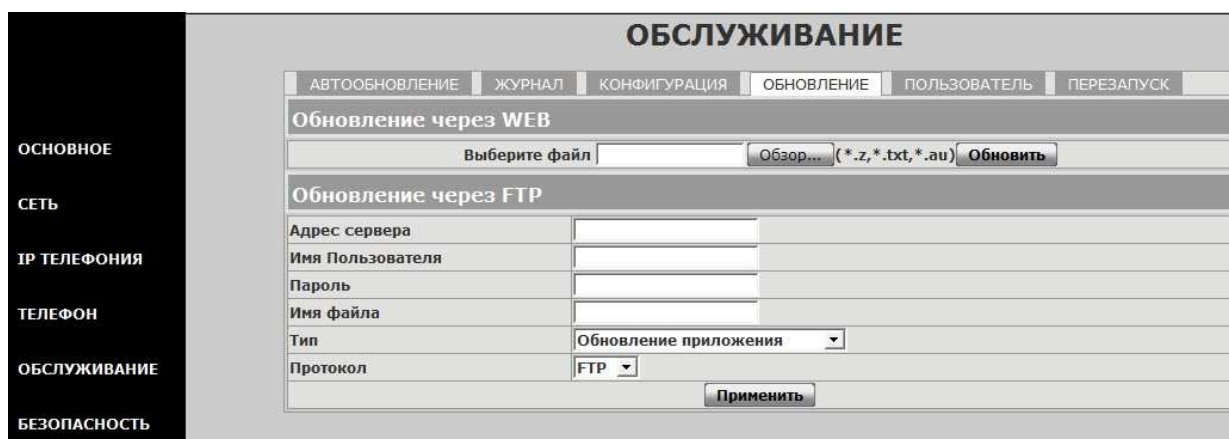 ОБСЛУЖИВАНИЕ
АВТООБНОВЛЕНИЕ ЖУРНАЛ КОНФИГУРАЦИЯ ОБНОВЛЕНИЕ ПОЛЬЗОВАТЕЛЬ ПЕРЕЗАПУСК
ОСНОВНОЕ
СЕТЬ
IP ТЕЛЕФОНИЯ
ТЕЛЕФОН
ОБСЛУЖИВАНИЕ
БЕЗОПАСНОСТЬ
Обновление через WEB
Выберите файл Обзор... (*.z,*.txt,*.au) Обновить
Обновление через FTP
Адрес сервера
Имя Пользователя
Пароль
Имя файла
Тип Обновление приложения
Протокол FTP
Применить